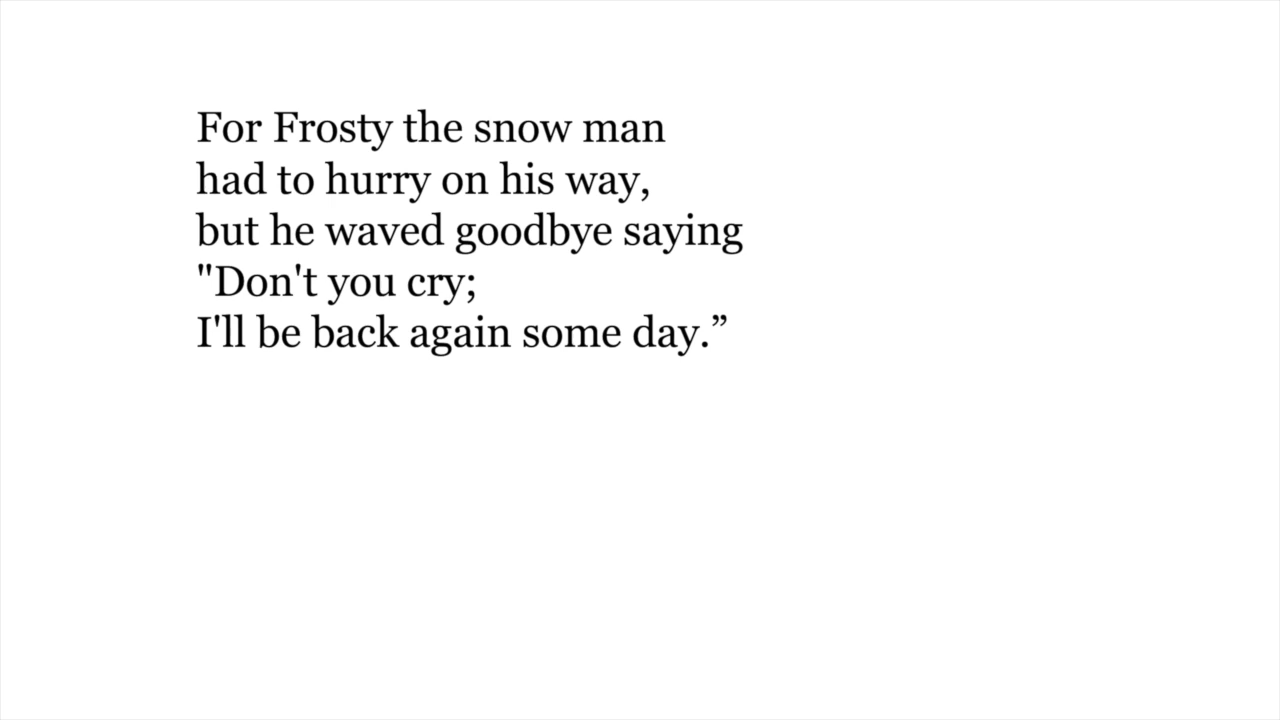 For Frosty the snow man
had to hurry on his way,
but he waved goodbye saying
"Don't you cry;
I'll be back again some day.”